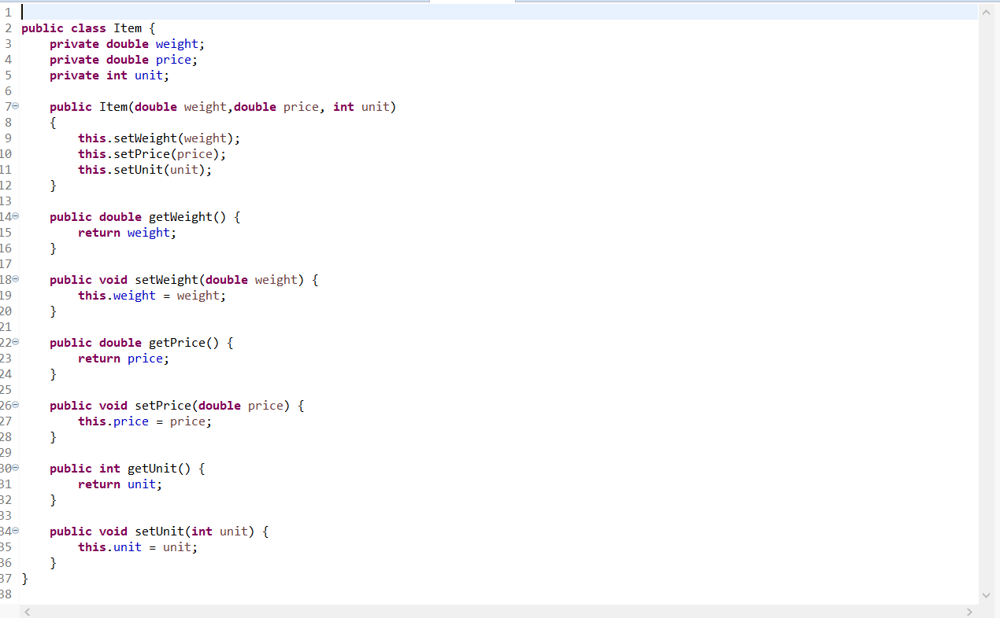 1
2 public class Item {
3     private double weight;
4     private double price;
5     private int unit;
6
7     public Item(double weight,double price, int unit)
8     {
9         this.setWeight(weight);
10         this.setPrice(price);
11         this.setUnit(unit);
12     }
13
14     public double getWeight() {
15         return weight;
16     }
17
18     public void setWeight(double weight) {
19         this.weight = weight;
20     }
21
22     public double getPrice() {
23         return price;
24     }
25
26     public void setPrice(double price) {
27         this.price = price;
28     }
29
30     public int getUnit() {
31         return unit;
32     }
33
34     public void setUnit(int unit) {
35         this.unit = unit;
36     }
37 }
38